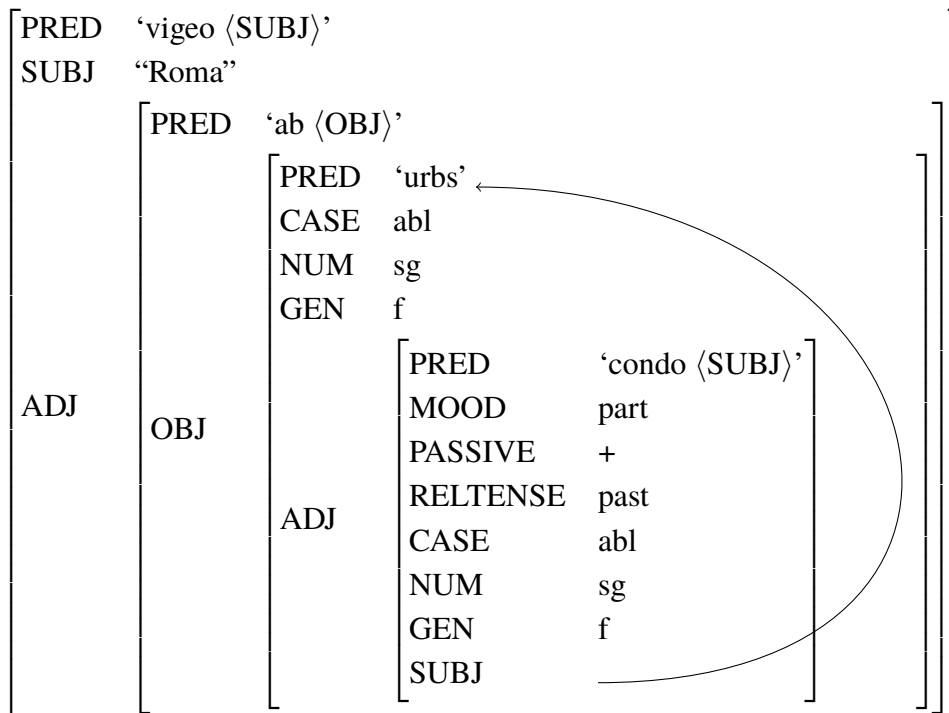 PRED ‘vigeo ⟨SUBJ⟩’
SUBJ “Roma”
PRED ‘ab ⟨OBJ⟩’
PRED ‘urbs’
CASE abl
NUM sg
GEN f
PRED ‘condo ⟨SUBJ⟩’
ADJ
MOOD part
OBJ
PASSIVE +
RELTENSE past
ADJ
CASE abl
NUM sg
GEN f
SUBJ